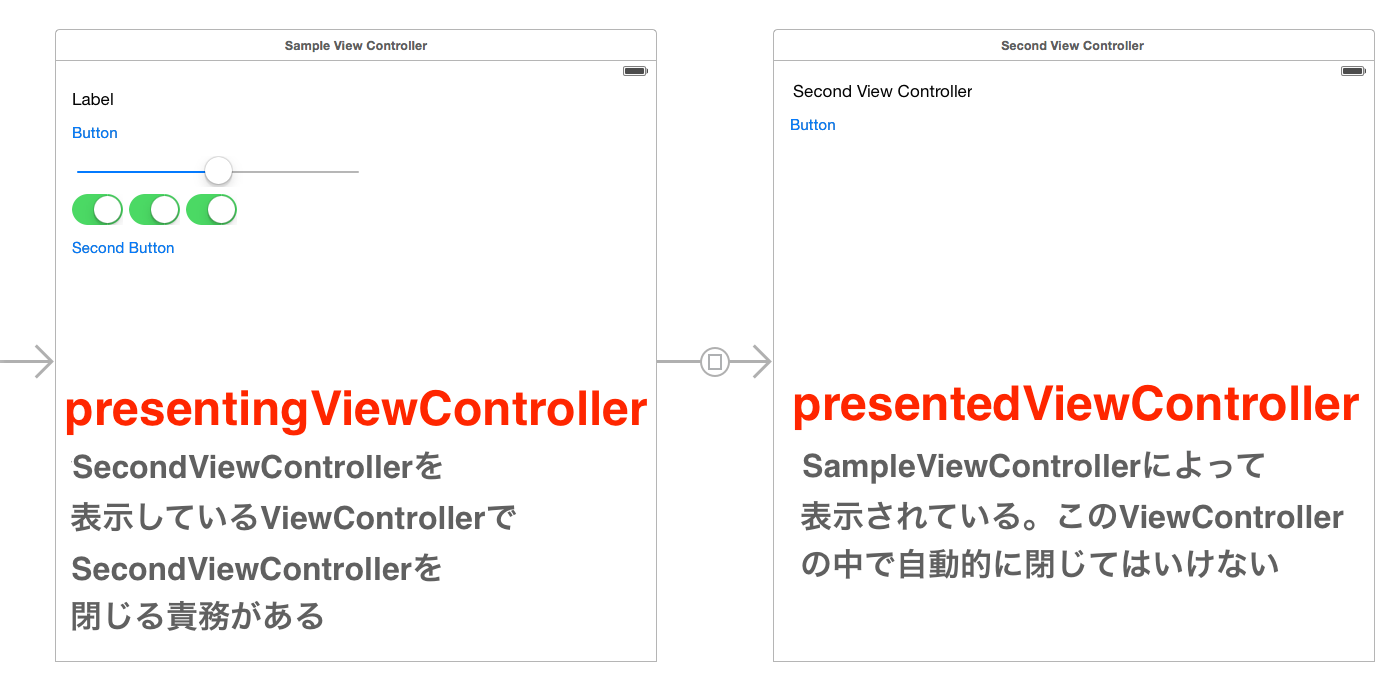 Sample View Controller
Label
Button
Second Button
presentingViewController
SecondViewControllerを
表示しているViewControllerで
SecondViewControllerを
閉じる責務がある
Second View Controller
Second View Controller
Button
presentedViewController
SampleViewControllerによって
表示されている。このViewController
の中で自動的に閉じてはいけない